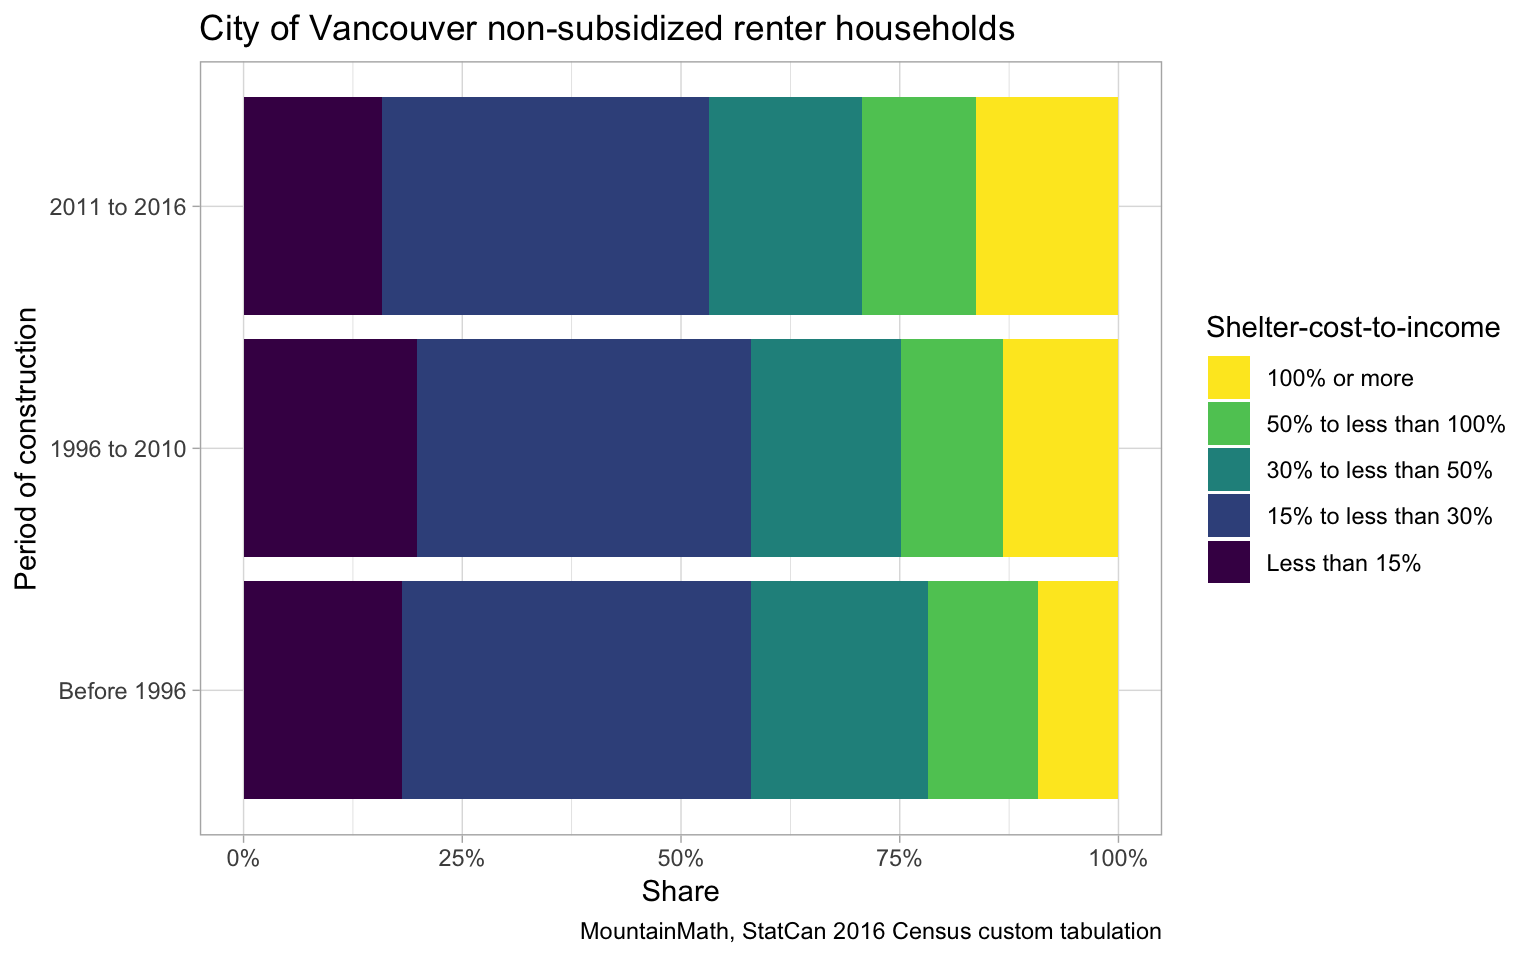 City of Vancouver non-subsidized renter households
Period of construction
2011 to 2016
1996 to 2010
Before 1996
0%
25%
50%
75%
100%
Share
Shelter-cost-to-income
100% or more
50% to less than 100%
30% to less than 50%
15% to less than 30%
Less than 15%
MountainMath, StatCan 2016 Census custom tabulation